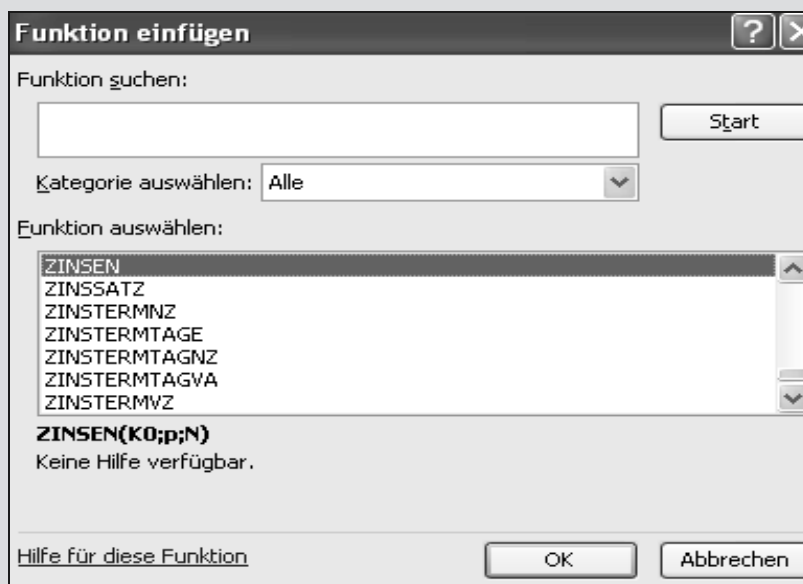 Funktion einfügen
Funktion suchen:
Start
Kategorie auswählen: Alle
Funktion auswählen:
ZINSEN
ZINSSATZ
ZINSTERMNZ
ZINSTERMTAGE
ZINSTERMTAGNZ
ZINSTERMTAGVA
ZINSTERMVZ
ZINSEN(K0;p;N)
Keine Hilfe verfügbar.
Hilfe für diese Funktion
OK Abbrechen